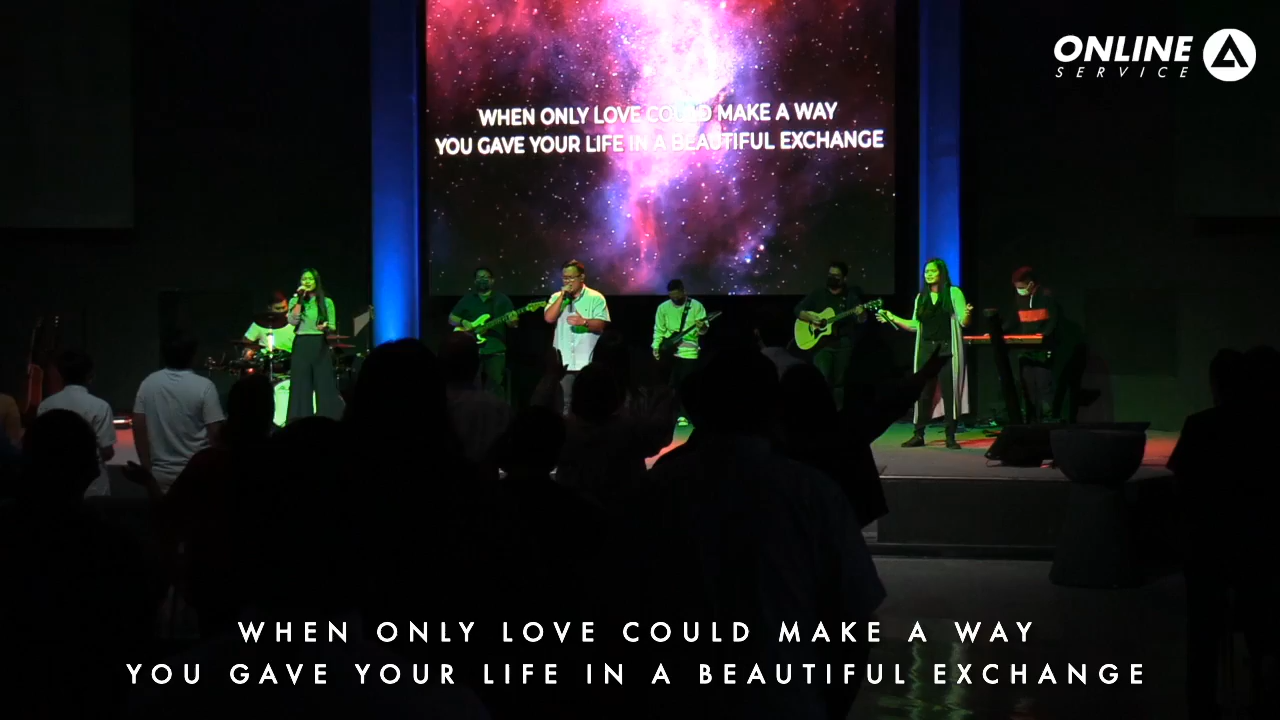 ONLINE
SERVICE
WHEN ONLY LOVE COULD MAKE A WAY
YOU GAVE YOUR LIFE IN A BEAUTIFUL EXCHANGE
WHEN ONLY LOVE COULD MAKE A WAY
YOU GAVE YOUR LIFE IN A BEAUTIFUL EXCHANGE